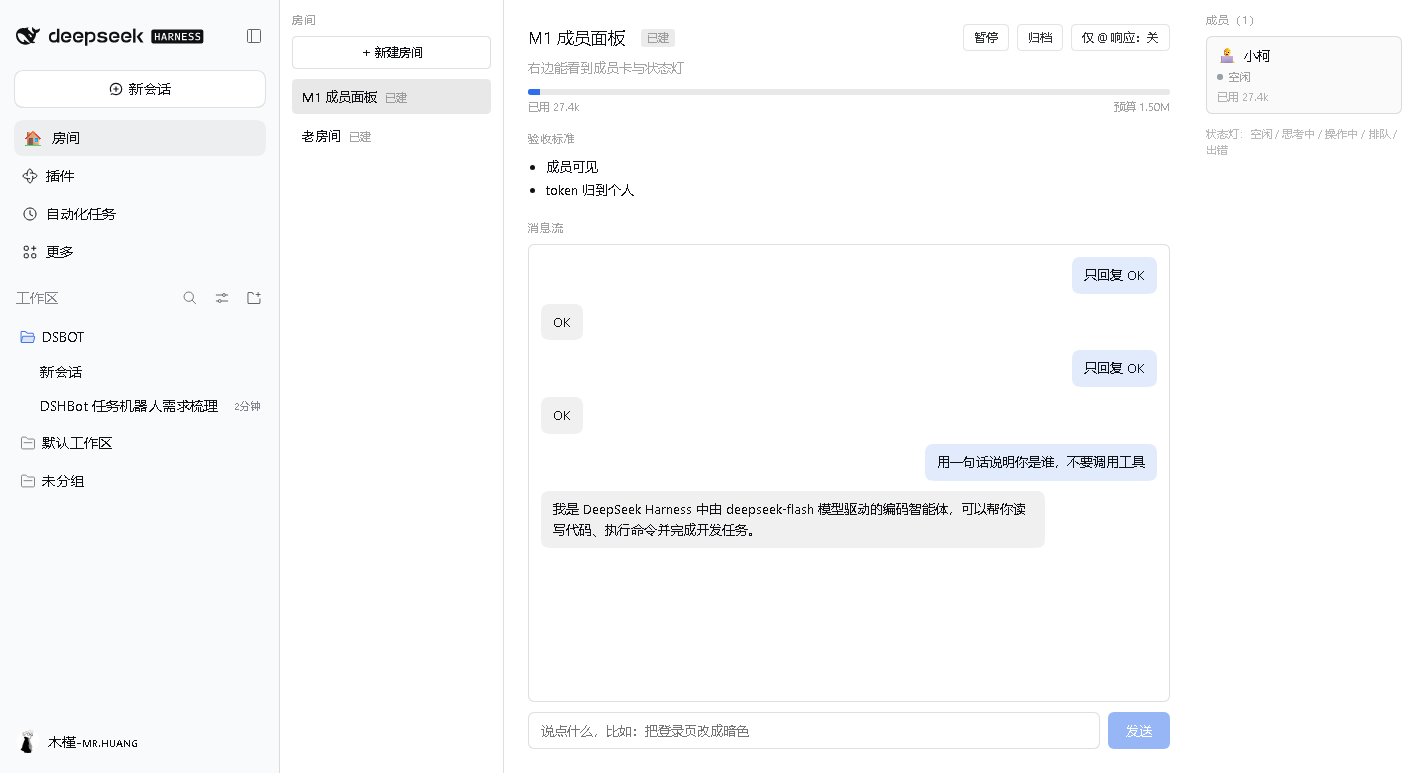 deepseek HARNESS
新会话
房间
插件
自动化任务
更多
工作区
DSBOT
新会话
DSHBot 任务机器人需求梳理 2分钟
默认工作区
未分组
木槿-MR.HUANG
房间
+ 新建房间
M1 成员面板 已建
老房间 已建
M1 成员面板 已建
暂停 归档 仅 @ 响应：关
右边能看到成员卡与状态灯
已用 27.4k 预算 1.50M
验收标准
• 成员可见
• token 归到个人
消息流
只回复 OK
OK
只回复 OK
OK
用一句话说明你是谁，不要调用工具
我是 DeepSeek Harness 中由 deepseek-flash 模型驱动的编码智能体，可以帮你读
写代码、执行命令并完成开发任务。
说点什么，比如：把登录页改成暗色
发送
成员（1）
小柯
空闲
已用 27.4k
状态灯：空闲 / 思考中 / 操作中 / 排队 /
出错